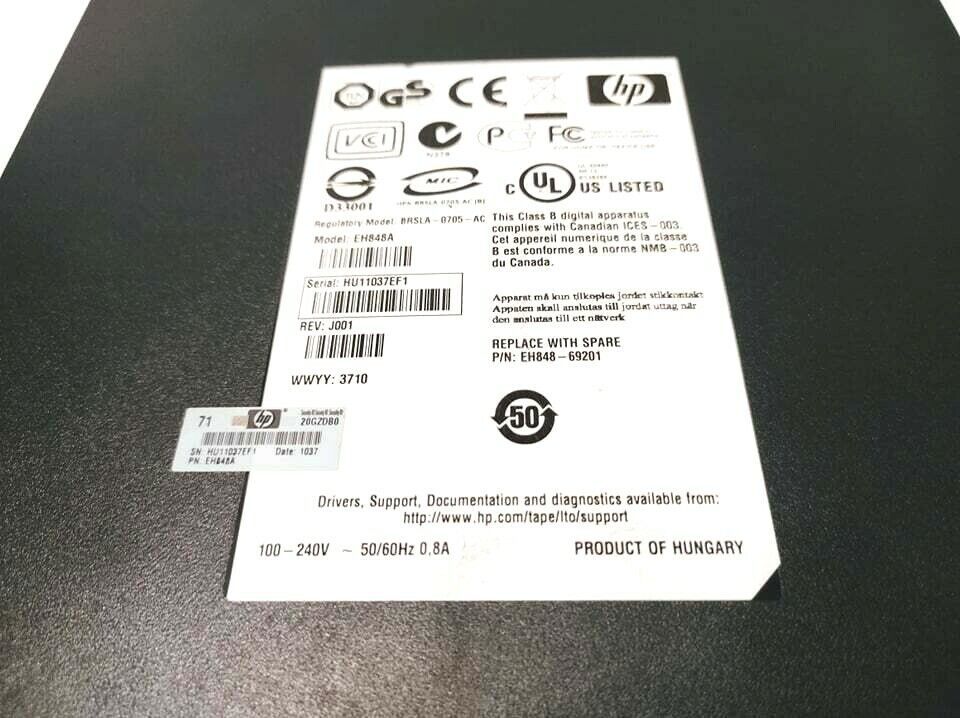 GS CE
hp
VCI
N279
FC
D33001
MIC
C UL US LISTED
Regulatory Model: BRSLA-0705-AC
Model: EH848A
Serial: HU11037EF1
REV: J001
WWYY: 3710
This Class B digital apparatus
complies with Canadian ICES-003.
Cet appareil numerique de la classe
B est conforme a la norme NMB-003
du Canada.
Apparat må kun tilkoples jordet stikkontakt
Appaten skall anslutas till jordat uttag når
den anslutas till ett nätverk
REPLACE WITH SPARE
P/N: EH848-69201
50
71 hp 20GZDB0
SN: HU11037EF1 Date: 1037
PN: EH848A
Drivers, Support, Documentation and diagnostics available from:
http://www.hp.com/tape/lto/support
100-240V ~ 50/60Hz 0,8A
PRODUCT OF HUNGARY